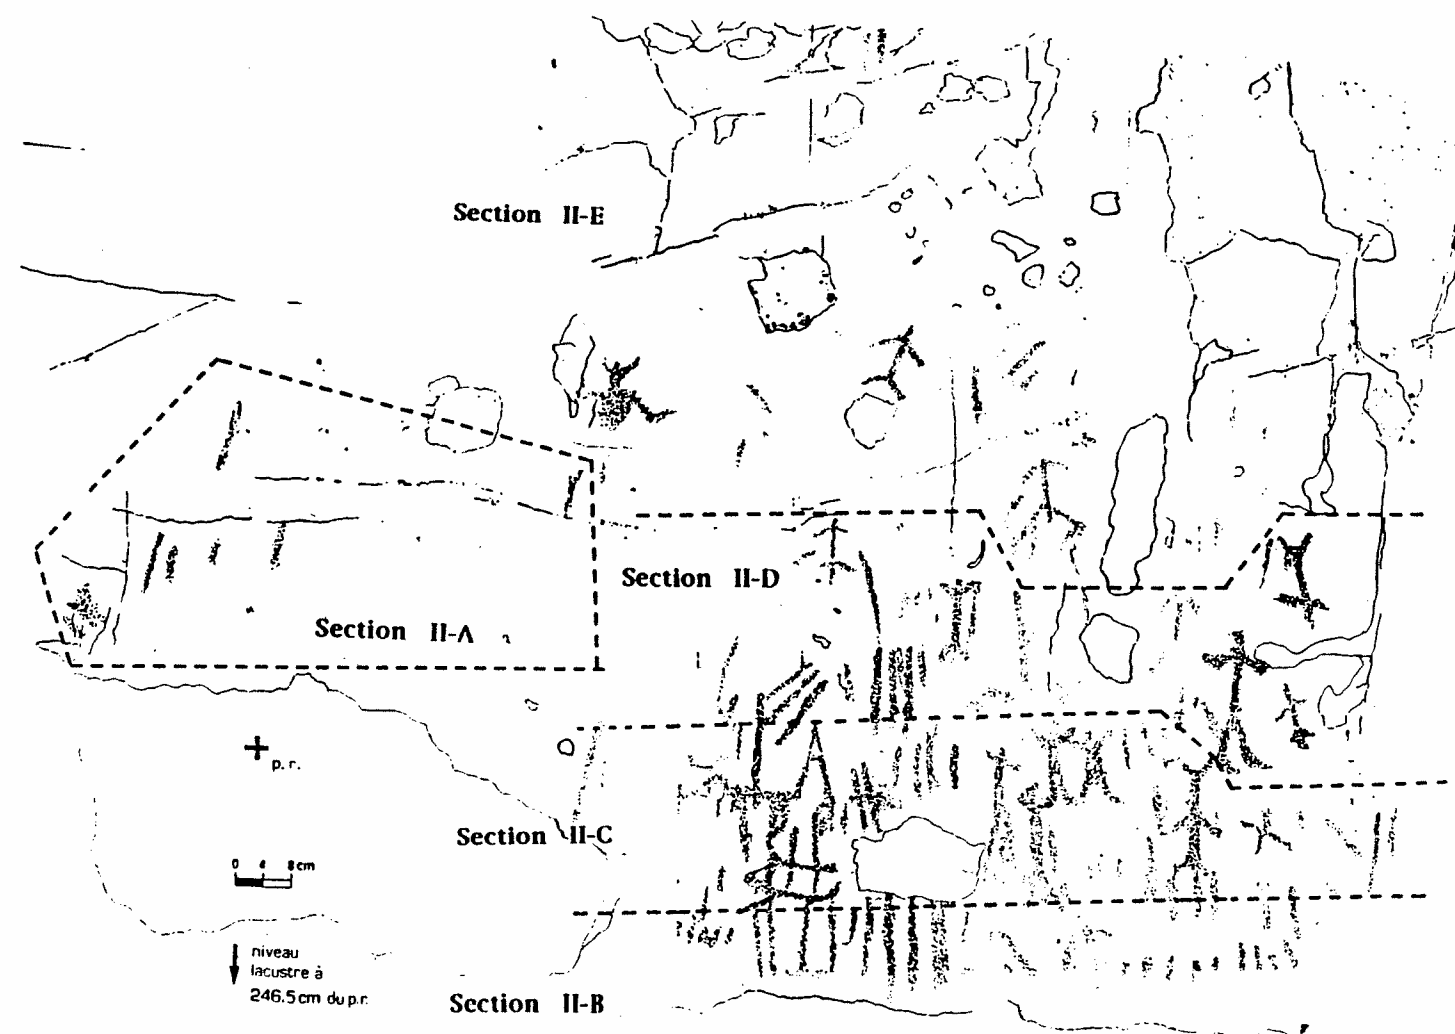 Section II-E
Section II-D
Section II-A
p.r.
Section II-C
0 4 8cm
niveau
lacustre à
246.5cm du p.r.
Section II-B